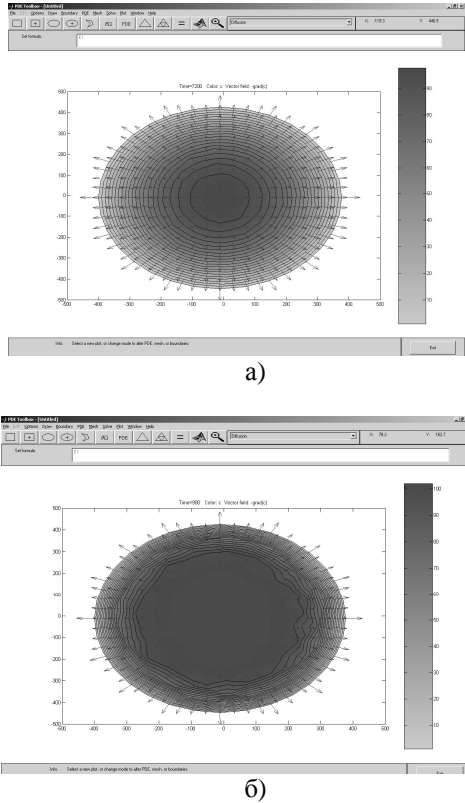 PDE Toolbox - [Untitled]
File Edit Options Draw Boundary PDE Mesh Solve Plot Window Help
PDE = Diffusion X: 119.3 Y: 446.9
Set formula:
Time=7200 Color: c Vector field: -grad(c)
500
400
300
200
100
0
-100
-200
-300
-400
-500
-500 -400 -300 -200 -100 0 100 200 300 400 500
90
80
70
60
50
40
30
20
10
Info: Select a new plot, or change mode to alter PDE, mesh, or boundaries. Exit
а)
PDE Toolbox - [Untitled]
File Edit Options Draw Boundary PDE Mesh Solve Plot Window Help
PDE = Diffusion X: 78.2 Y: 162.7
Set formula:
Time=900 Color: c Vector field: -grad(c)
500
400
300
200
100
0
-100
-200
-300
-400
-500
-500 -400 -300 -200 -100 0 100 200 300 400 500
100
90
80
70
60
50
40
30
20
10
Info: Select a new plot, or change mode to alter PDE, mesh, or boundaries. Exit
б)